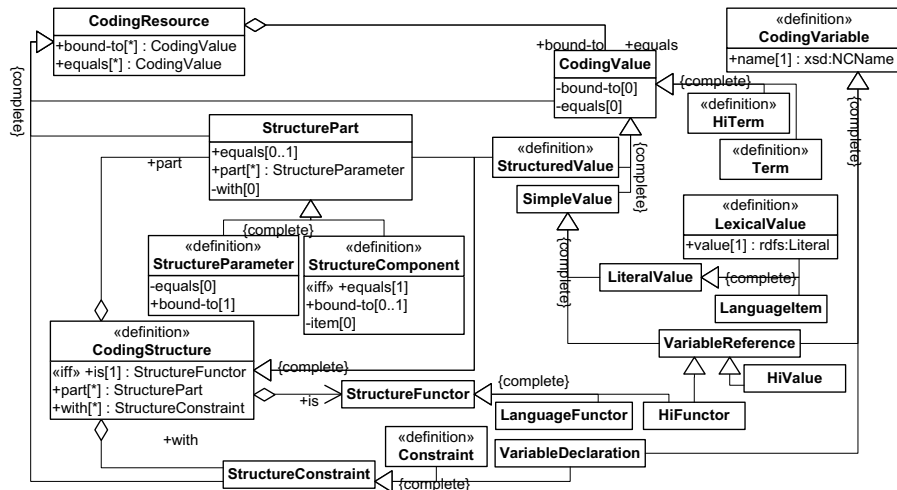 CodingResource
+bound-to[*] : CodingValue
+equals[*] : CodingValue
{complete}
+bound-to
+equals
CodingValue
-bound-to[0]
-equals[0]
{complete}
«definition»
CodingVariable
+name[1] : xsd:NCName
{complete}
«definition»
HiTerm
«definition»
Term
StructurePart
+equals[0..1]
+part[*] : StructureParameter
-with[0]
+part
«definition»
StructuredValue
{complete}
SimpleValue
{complete}
«definition»
StructureParameter
-equals[0]
+bound-to[1]
{complete}
«definition»
StructureComponent
«iff» +equals[1]
+bound-to[0..1]
-item[0]
«definition»
LexicalValue
+value[1] : rdfs:Literal
{complete}
LiteralValue
LanguageItem
«definition»
CodingStructure
«iff» +is[1] : StructureFunctor
+part[*] : StructurePart
+with[*] : StructureConstraint
{complete}
VariableReference
HiValue
+is
StructureFunctor
{complete}
LanguageFunctor
HiFunctor
+with
«definition»
Constraint
VariableDeclaration
StructureConstraint
{complete}